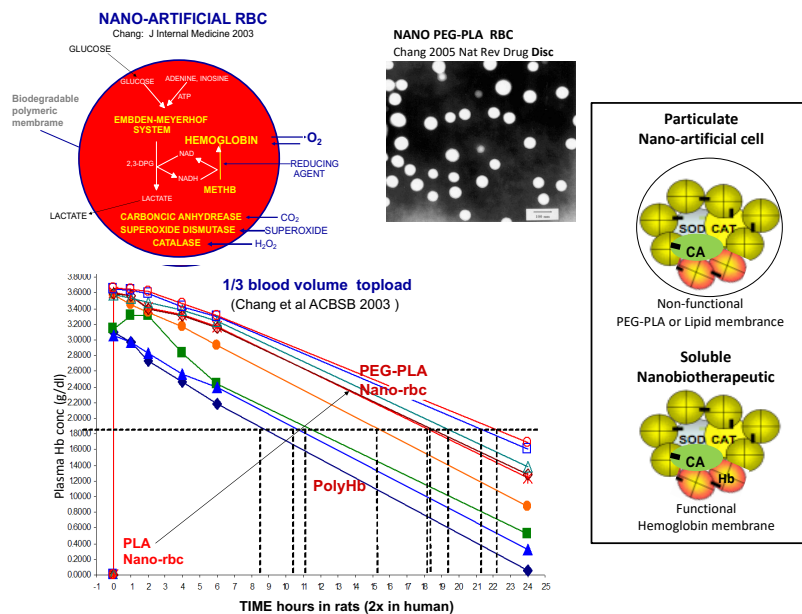 NANO-ARTIFICIAL RBC
Chang: J Internal Medicine 2003
GLUCOSE
Biodegradable
polymeric
memrame
GLUCOSE
ADENINE, INOSINE
ATP
EMBDEN-MEYERHOF
SYSTEM
HEMOGLOBIN
·O₂
2,3-DPG
NAD
NADH
METHB
REDUCING
AGENT
LACTATE
LACTATE
CARBONCIC ANHYDREASE
CO₂
SUPEROXIDE DISMUTASE
SUPEROXIDE
CATALASE
H₂O₂
NANO PEG-PLA RBC
Chang 2005 Nat Rev Drug Disc
100 nm
1/3 blood volume topload
(Chang et al ACBSB 2003 )
Plasma Hb conc (g/dl)
3.8000
3.6000
3.4000
3.2000
3.0000
2.8000
2.6000
2.4000
2.2000
2.0000
1.8000
1.6000
1.4000
1.2000
1.0000
0.8000
0.6000
0.4000
0.2000
0.0000
PEG-PLA
Nano-rbc
PolyHb
PLA
Nano-rbc
-1 0 1 2 3 4 5 6 7 8 9 10 11 12 13 14 15 16 17 18 19 20 21 22 23 24 25
TIME hours in rats (2x in human)
Particulate
Nano-artificial cell
SOD CAT
CA
Non-functional
PEG-PLA or Lipid membrance
Soluble
Nanobiotherapeutic
SOD CAT
CA
Hb
Functional
Hemoglobin membrane